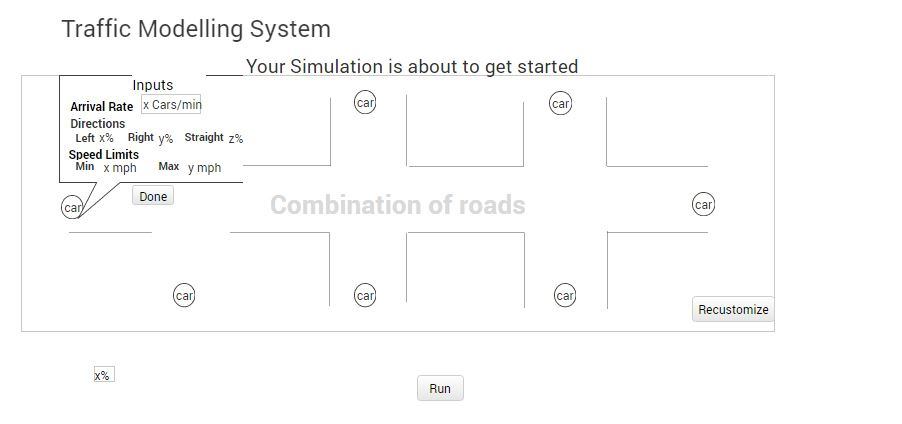 Traffic Modelling System
Your Simulation is about to get started
Inputs
Arrival Rate x Cars/min
Directions
Left x% Right y% Straight z%
Speed Limits
Min x mph Max y mph
Done
car
car
car
Combination of roads
car
car
car
car
Recustomize
x%
Run